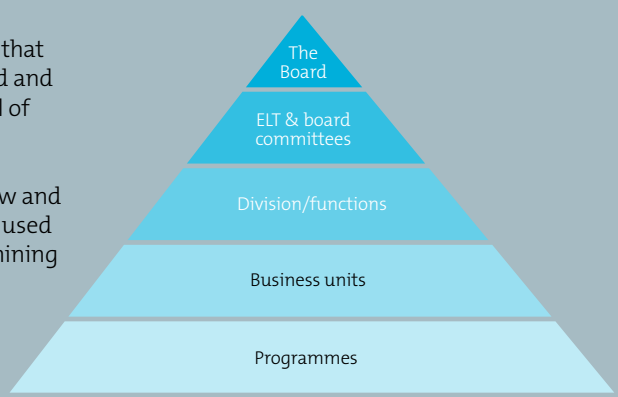 that
d and
l of
w and
used
nining
The
Board
ELT & board
committees
Division/functions
Business units
Programmes